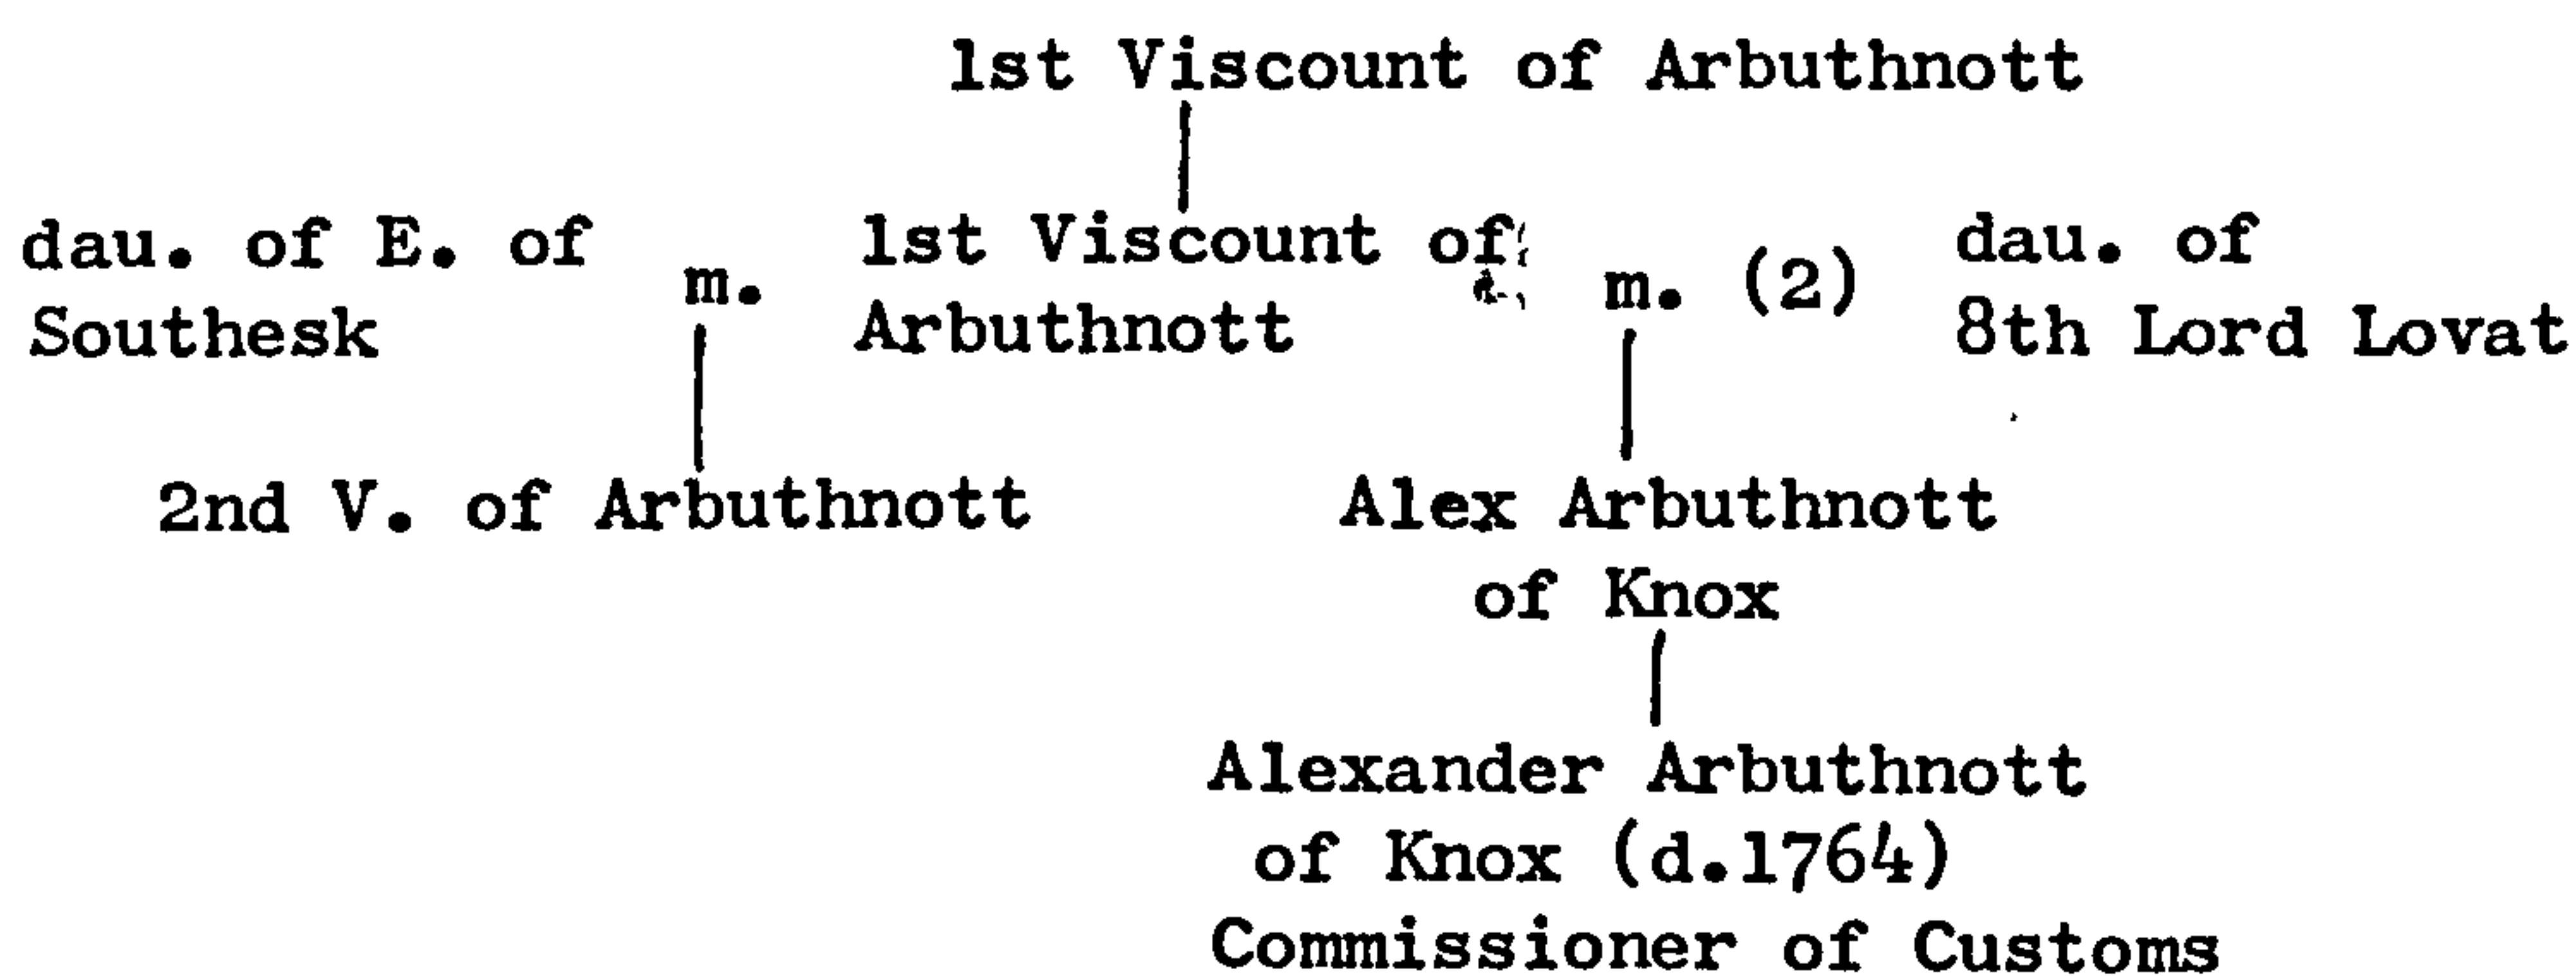 1st Viscount of Arbuthnott
dau. of E. of
Southesk
m.
1st Viscount of
Arbuthnott
m. (2)
dau. of
8th Lord Lovat
2nd V. of Arbuthnott
Alex Arbuthnott
of Knox
Alexander Arbuthnott
of Knox (d.1764)
Commissioner of Customs